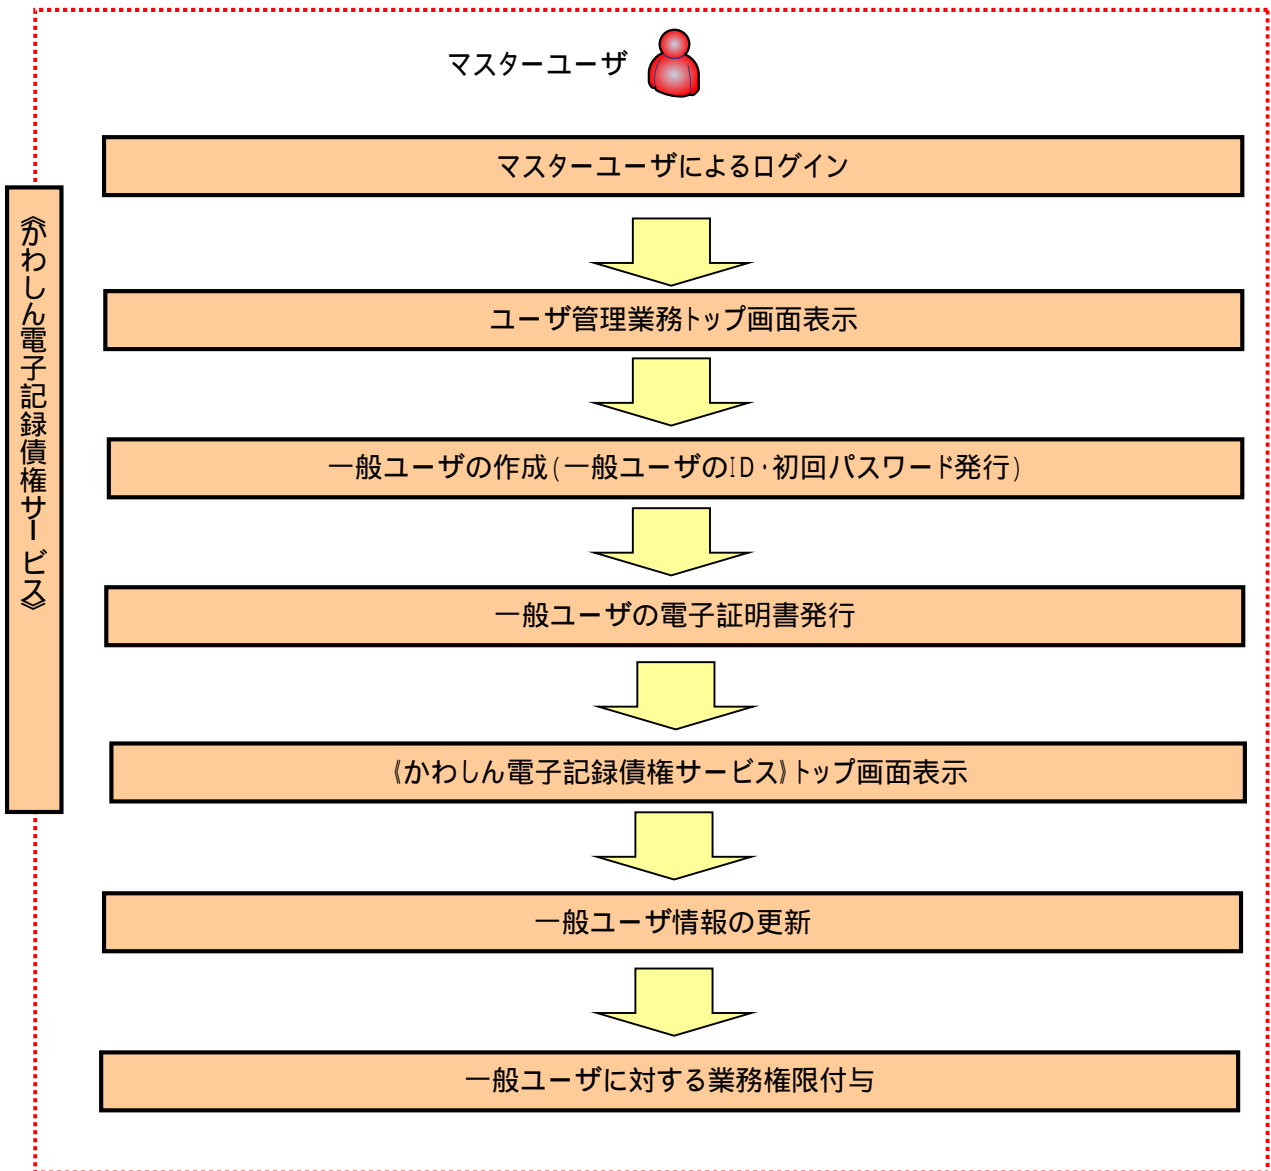 マスターユーザ
マスターユーザによるログイン
《かわしん電子記録債権サービス》
ユーザ管理業務トップ画面表示
一般ユーザの作成(一般ユーザのID・初回パスワード発行)
一般ユーザの電子証明書発行
《かわしん電子記録債権サービス》トップ画面表示
一般ユーザ情報の更新
一般ユーザに対する業務権限付与